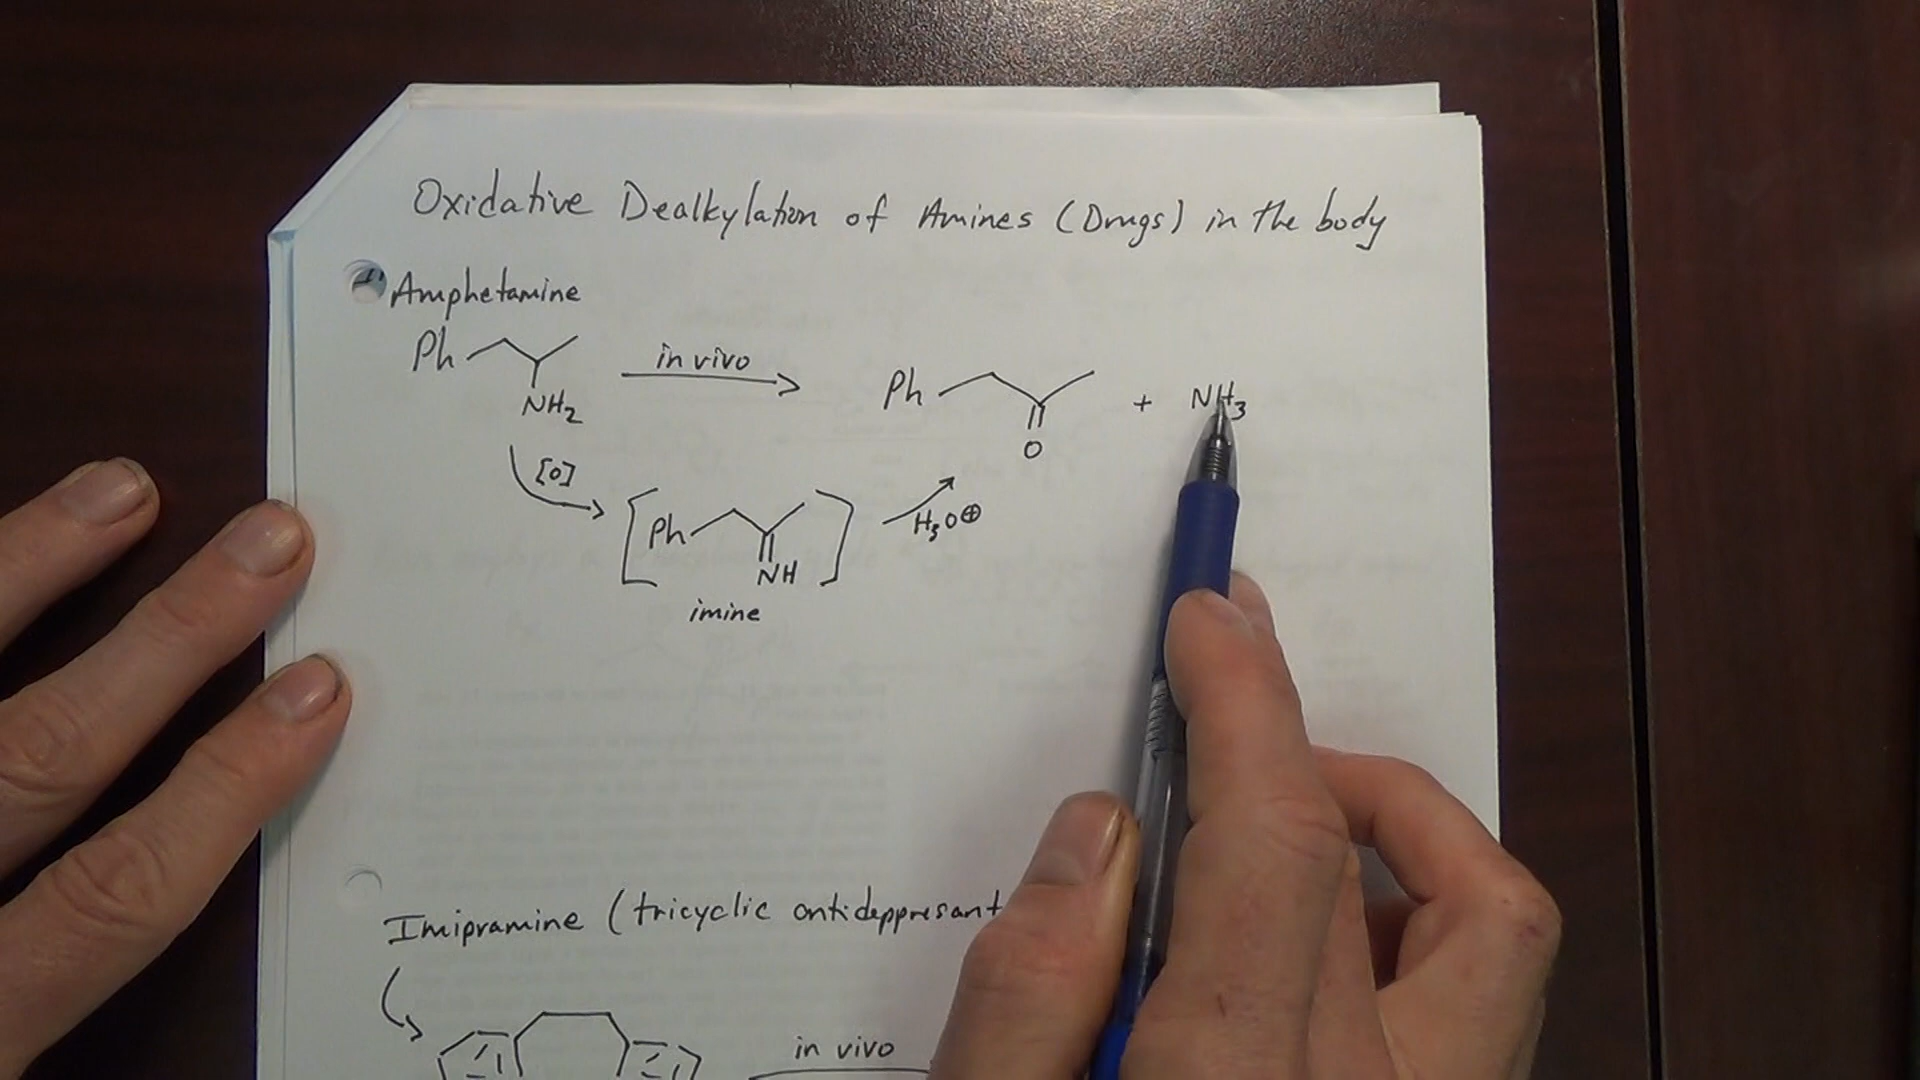 Oxidative Dealkylation of Amines (Drugs) in the body
Amphetamine
Ph
NH2
in vivo
Ph
O
+ NH3
[O]
Ph
NH
imine
H3O⊕
Imipramine (tricyclic antideppresant
in vivo